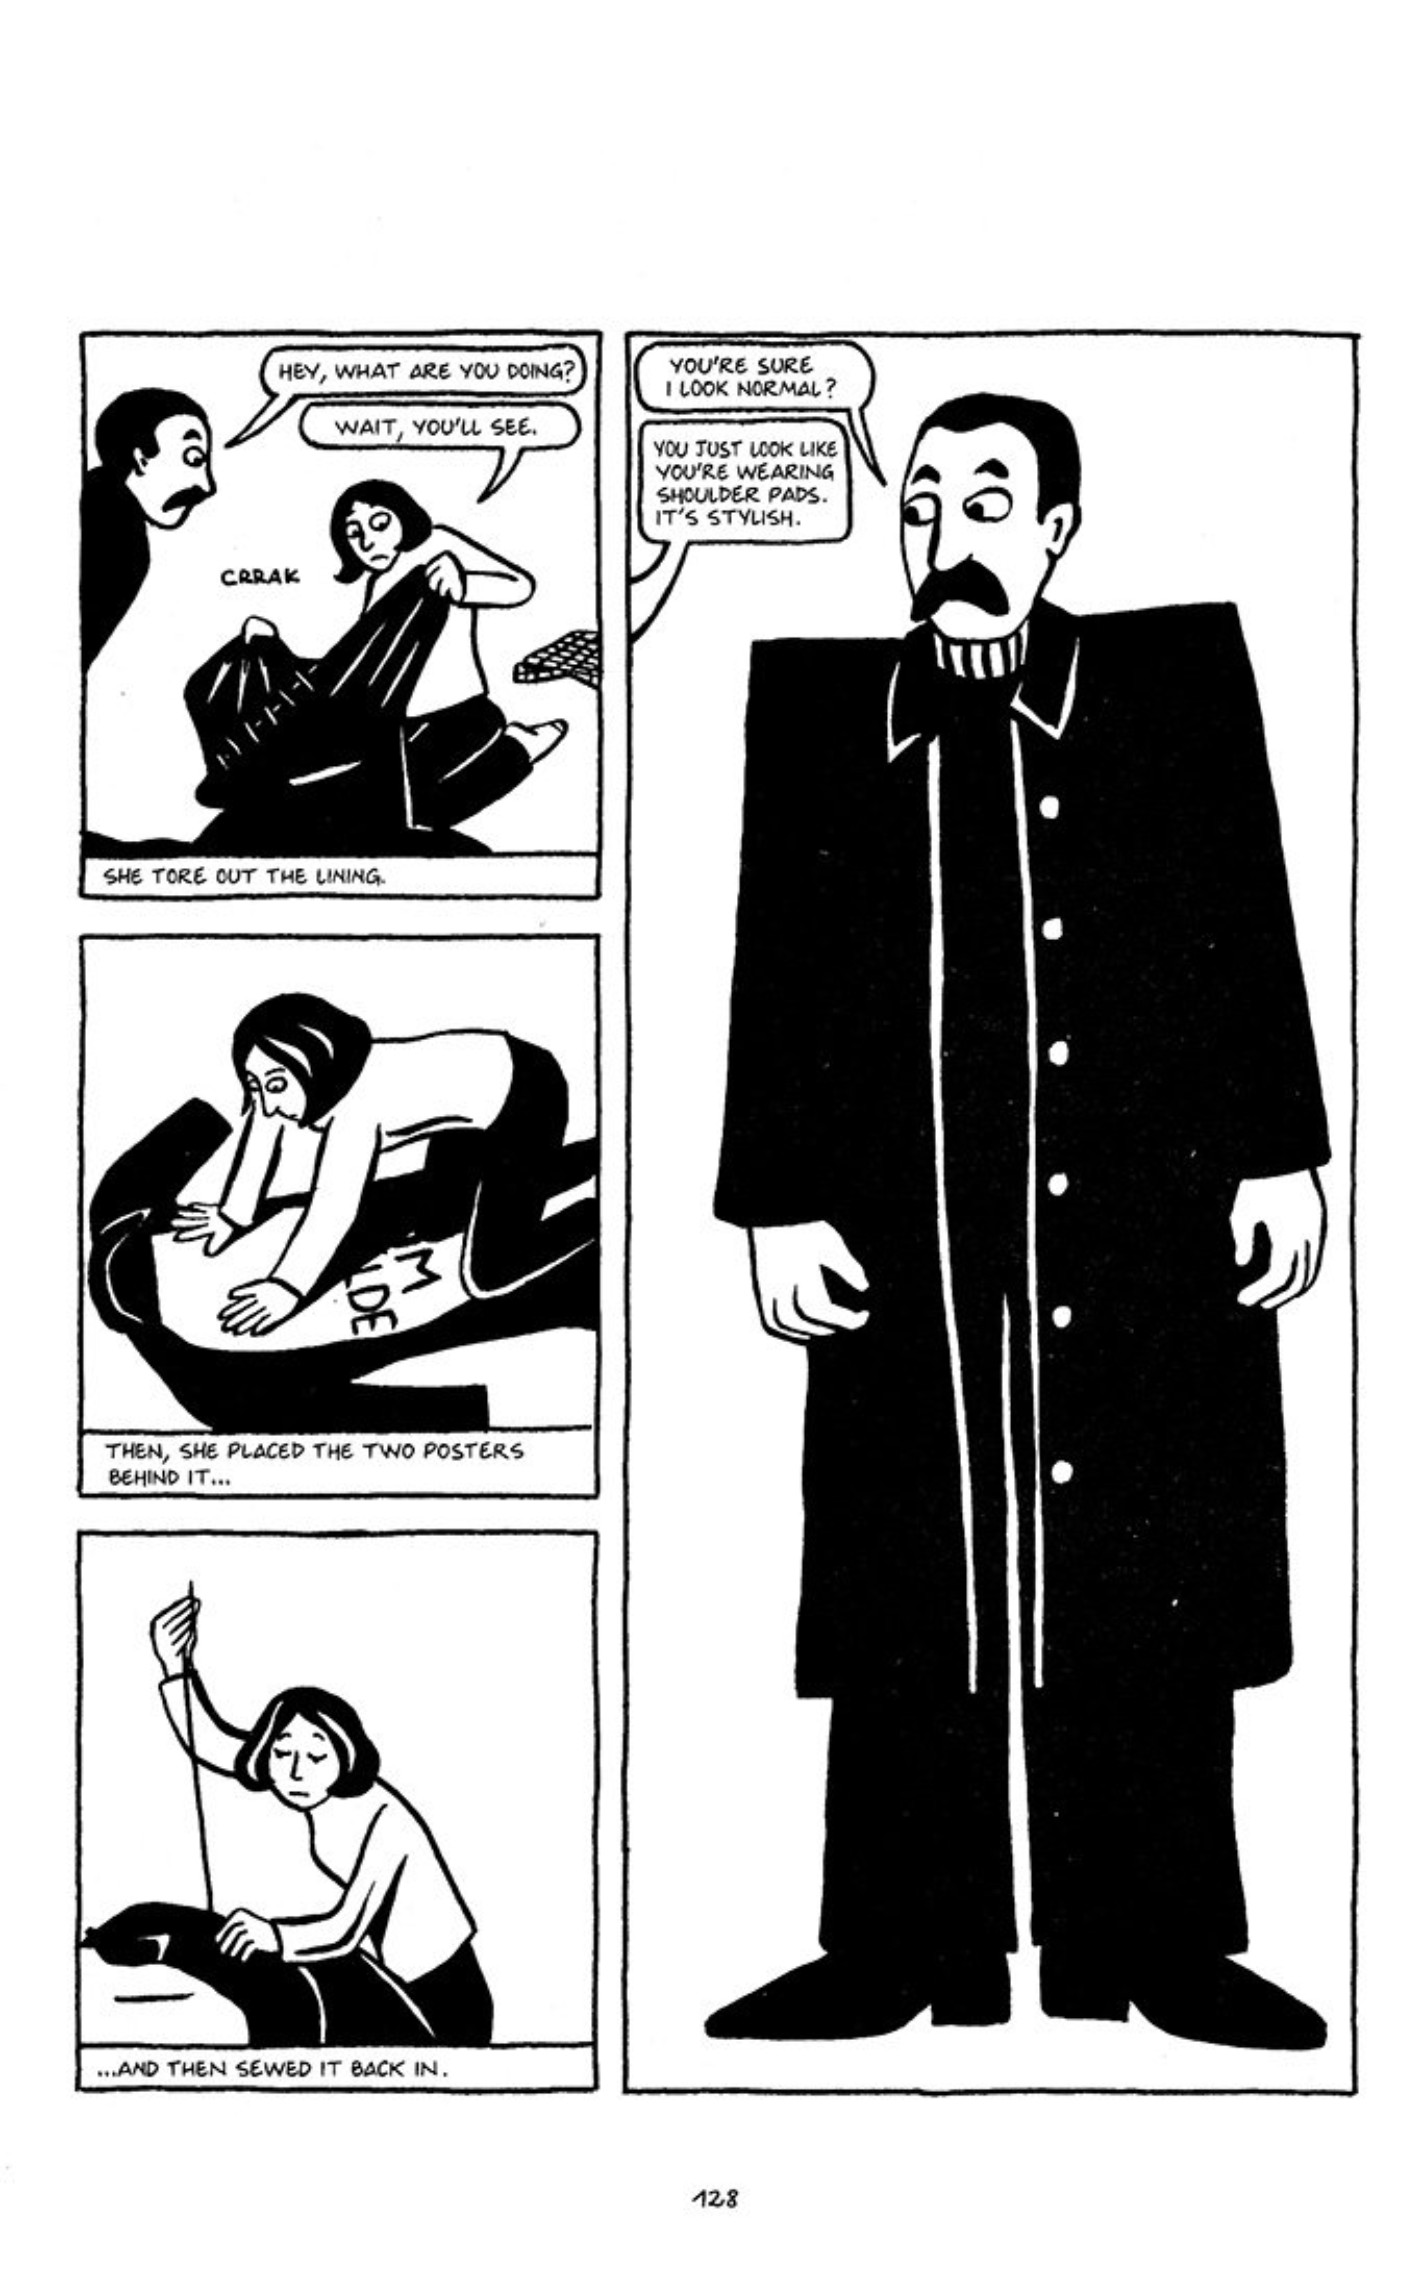 HEY, WHAT ARE YOU DOING?
WAIT, YOU'LL SEE.
CRRAK
SHE TORE OUT THE LINING.
M
IDE
THEN, SHE PLACED THE TWO POSTERS
BEHIND IT...
...AND THEN SEWED IT BACK IN.
YOU'RE SURE
I LOOK NORMAL?
YOU JUST LOOK LIKE
YOU'RE WEARING
SHOULDER PADS.
IT'S STYLISH.
128